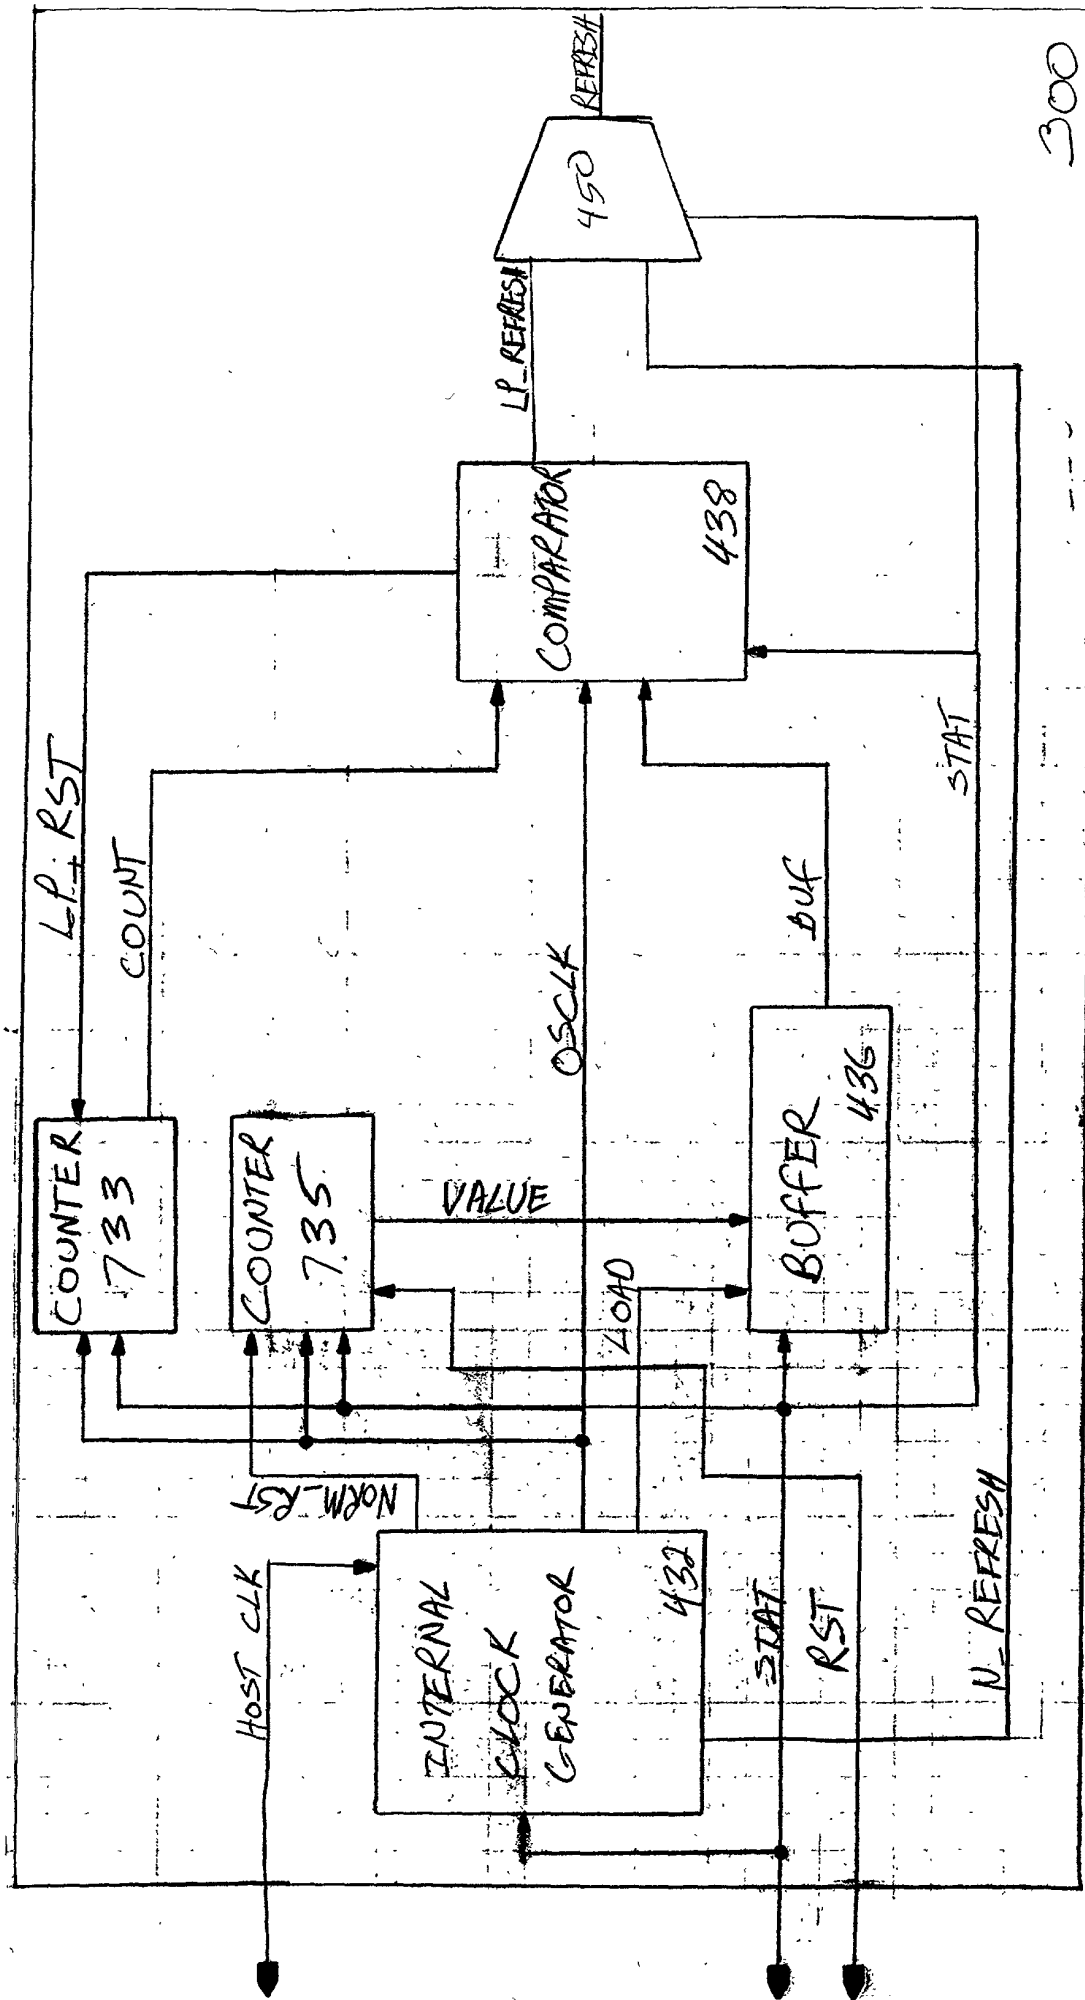 300
COUNTER
733
LP_RST
COUNT
COUNTER
735
NORM_RST
HOST CLK
INTERNAL
CLOCK
GENERATOR
432
VALUE
OSCLK
LOAD
COMPARATOR
438
LP_REFRESH
450
REFRESH
BUFFER
436
BUF
STAT
RST
STAT
N_REFRESH